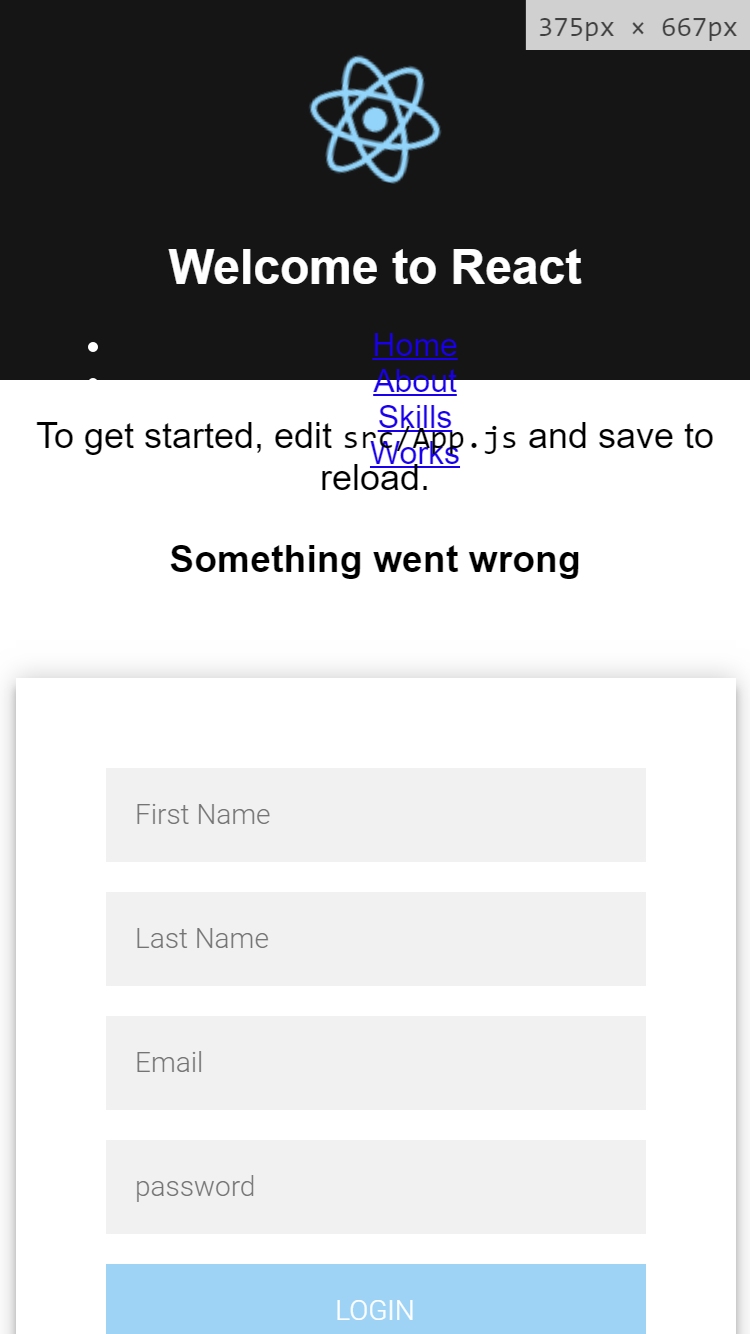 375px × 667px
Welcome to React
Home
About
Skills
Works
To get started, edit src/App.js and save to
reload.
Something went wrong
First Name
Last Name
Email
password
LOGIN